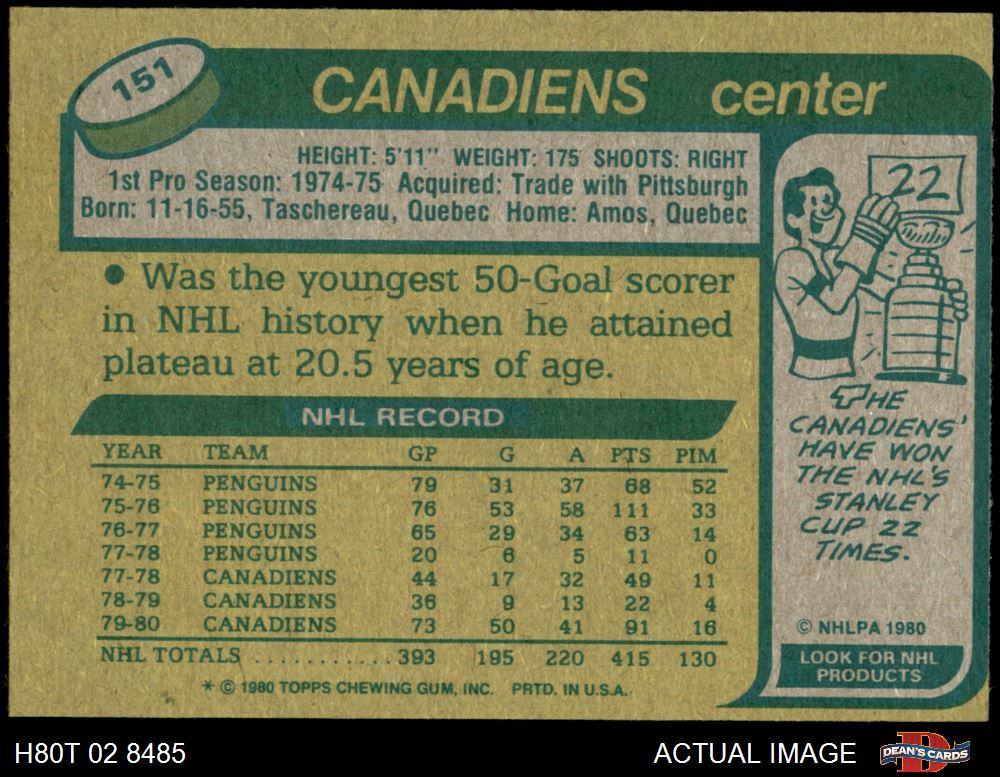 151
CANADIENS center
HEIGHT: 5'11" WEIGHT: 175 SHOOTS: RIGHT
1st Pro Season: 1974-75 Acquired: Trade with Pittsburgh
Born: 11-16-55, Taschereau, Quebec Home: Amos, Quebec
● Was the youngest 50-Goal scorer
in NHL history when he attained
plateau at 20.5 years of age.
NHL RECORD
YEAR TEAM GP G A PTS PIM
74-75 PENGUINS 79 31 37 68 52
75-76 PENGUINS 76 53 58 111 33
76-77 PENGUINS 65 29 34 63 14
77-78 PENGUINS 20 6 5 11 0
77-78 CANADIENS 44 17 32 49 11
78-79 CANADIENS 36 9 13 22 4
79-80 CANADIENS 73 50 41 91 16
NHL TOTALS ........... 393 195 220 415 130
* © 1980 TOPPS CHEWING GUM, INC. PRTD. IN U.S.A.
22
THE
CANADIENS'
HAVE WON
THE NHL'S
STANLEY
CUP 22
TIMES.
© NHLPA 1980
LOOK FOR NHL
PRODUCTS
H80T 02 8485
ACTUAL IMAGE
DEAN'S CARDS